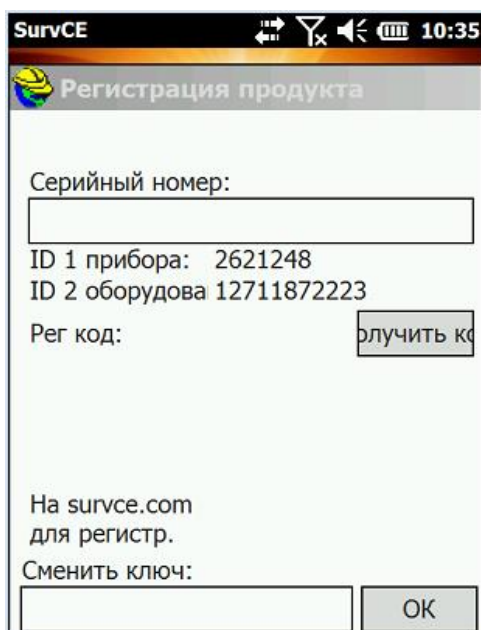 SurvCE 10:35
Регистрация продукта
Серийный номер:
ID 1 прибора: 2621248
ID 2 оборудова 12711872223
Рег код: олучить кс
На survce.com
для регистр.
Сменить ключ:
OK